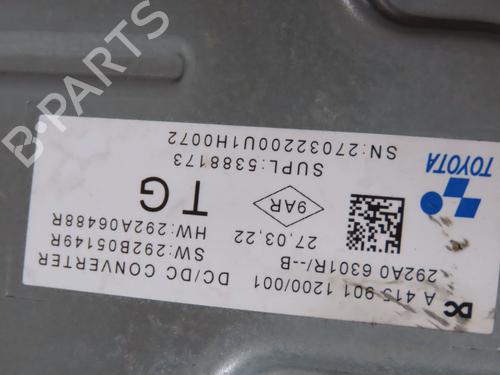 DC
A 415 901 1200/001
DC/DC CONVERTER
292A0 6301R/--B
SW:292B05149R
HW:292A06488R
27.03.22
9AR
TG
SUPL:5388173
SN:27032200U1H0072
TOYOTA
B-PARTS